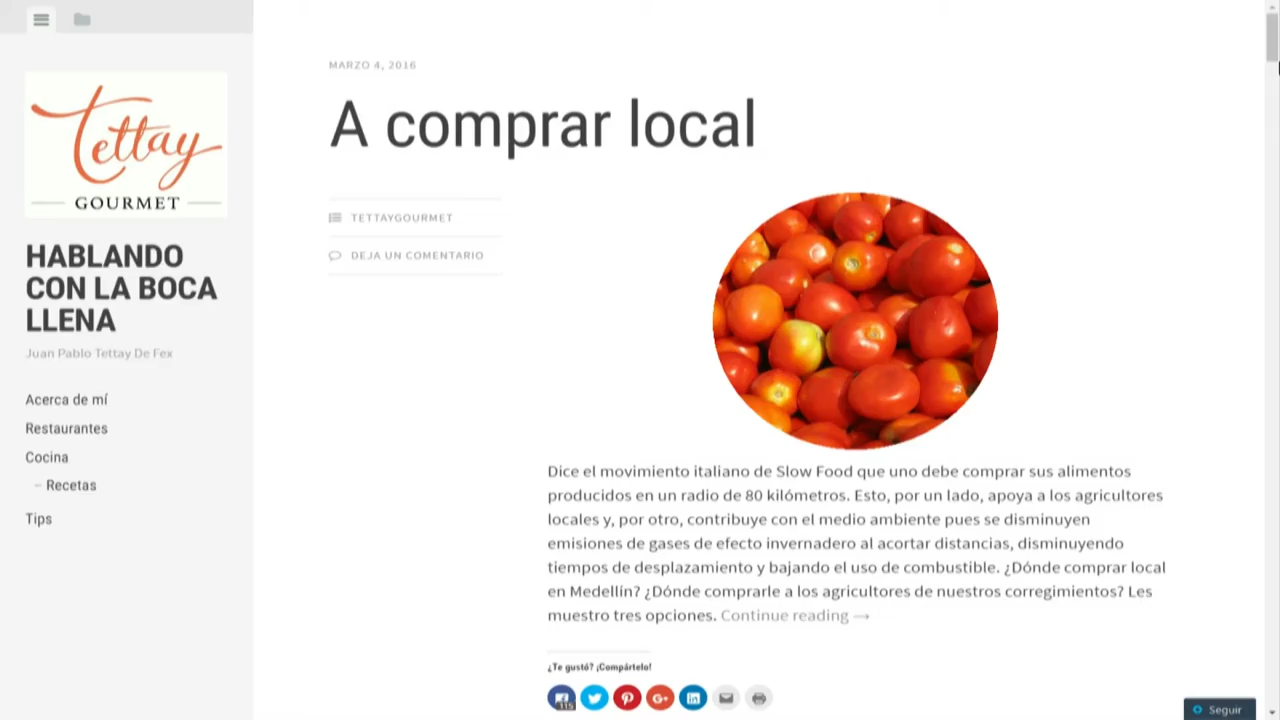 Tettay
GOURMET
HABLANDO
CON LA BOCA
LLENA
Juan Pablo Tettay De Fex
Acerca de mí
Restaurantes
Cocina
– Recetas
Tips
MARZO 4, 2016
A comprar local
TETTAYGOURMET
DEJA UN COMENTARIO
Dice el movimiento italiano de Slow Food que uno debe comprar sus alimentos
producidos en un radio de 80 kilómetros. Esto, por un lado, apoya a los agricultores
locales y, por otro, contribuye con el medio ambiente pues se disminuyen
emisiones de gases de efecto invernadero al acortar distancias, disminuyendo
tiempos de desplazamiento y bajando el uso de combustible. ¿Dónde comprar local
en Medellín? ¿Dónde comprarle a los agricultores de nuestros corregimientos? Les
muestro tres opciones. Continue reading →
¿Te gustó? ¡Compártelo!
115
Seguir